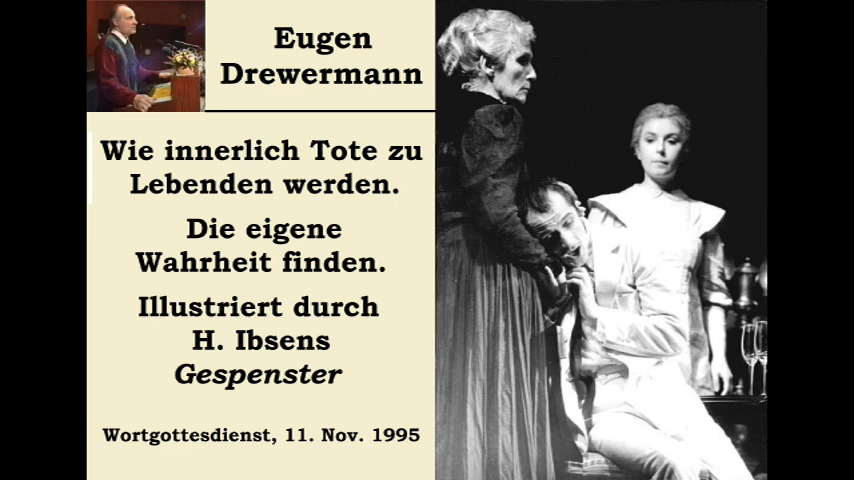 Eugen
Drewermann
Wie innerlich Tote zu
Lebenden werden.
Die eigene
Wahrheit finden.
Illustriert durch
H. Ibsens
Gespenster
Wortgottesdienst, 11. Nov. 1995